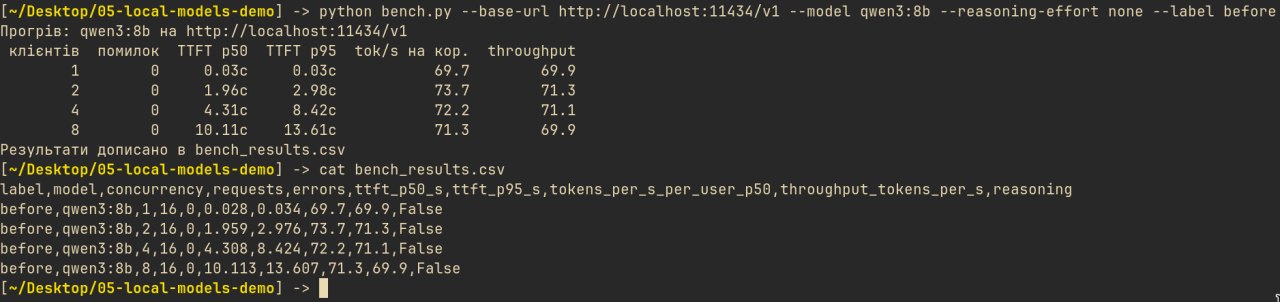 [~/Desktop/05-local-models-demo] -> python bench.py --base-url http://localhost:11434/v1 --model qwen3:8b --reasoning-effort none --label before
Прогрів: qwen3:8b на http://localhost:11434/v1
клієнтів помилок TTFT p50 TTFT p95 tok/s на кор. throughput
1 0 0.03с 0.03с 69.7 69.9
2 0 1.96с 2.98с 73.7 71.3
4 0 4.31с 8.42с 72.2 71.1
8 0 10.11с 13.61с 71.3 69.9
Результати дописано в bench_results.csv
[~/Desktop/05-local-models-demo] -> cat bench_results.csv
label,model,concurrency,requests,errors,ttft_p50_s,ttft_p95_s,tokens_per_s_per_user_p50,throughput_tokens_per_s,reasoning
before,qwen3:8b,1,16,0,0.028,0.034,69.7,69.9,False
before,qwen3:8b,2,16,0,1.959,2.976,73.7,71.3,False
before,qwen3:8b,4,16,0,4.308,8.424,72.2,71.1,False
before,qwen3:8b,8,16,0,10.113,13.607,71.3,69.9,False
[~/Desktop/05-local-models-demo] ->